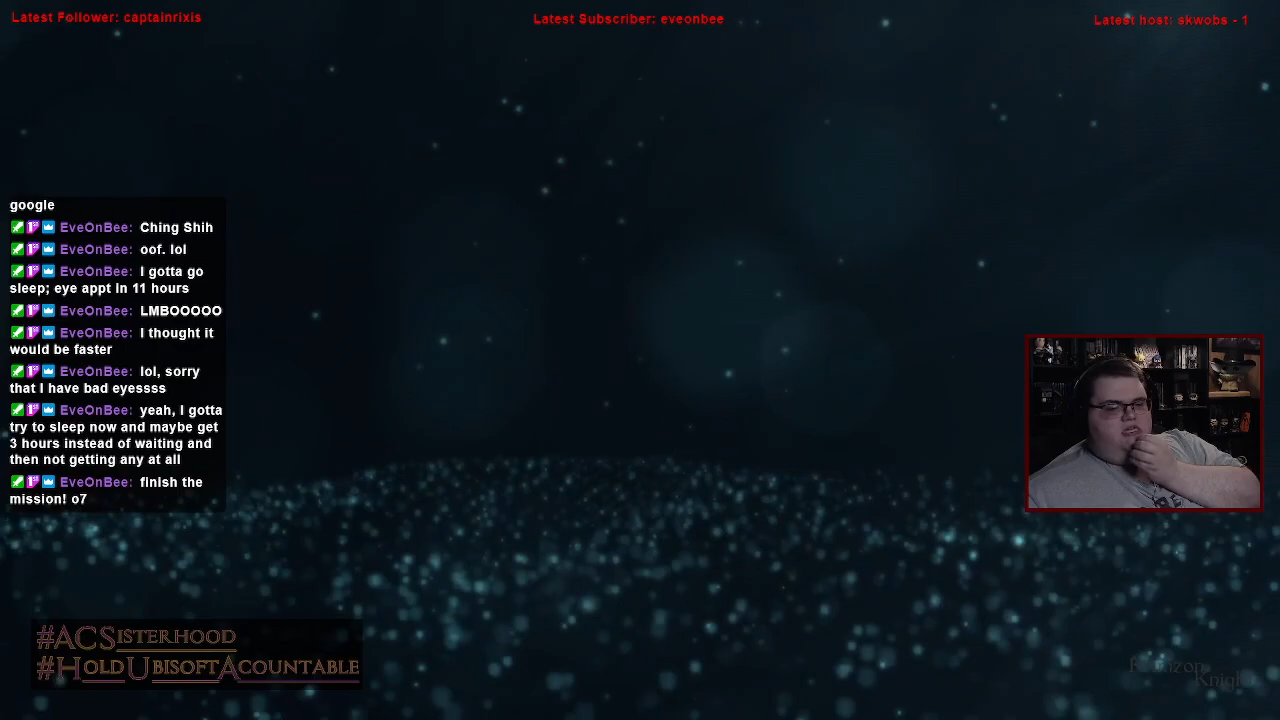 Latest Follower: captainrixis
Latest Subscriber: eveonbee
Latest host: skwobs - 1
google
EveOnBee: Ching Shih
EveOnBee: oof. lol
EveOnBee: I gotta go
sleep; eye appt in 11 hours
EveOnBee: LMBOOOOO
EveOnBee: I thought it
would be faster
EveOnBee: lol, sorry
that I have bad eyessss
EveOnBee: yeah, I gotta
try to sleep now and maybe get
3 hours instead of waiting and
then not getting any at all
EveOnBee: finish the
mission! o7
#ACSisterhood
#HoldUbisoftAcountable